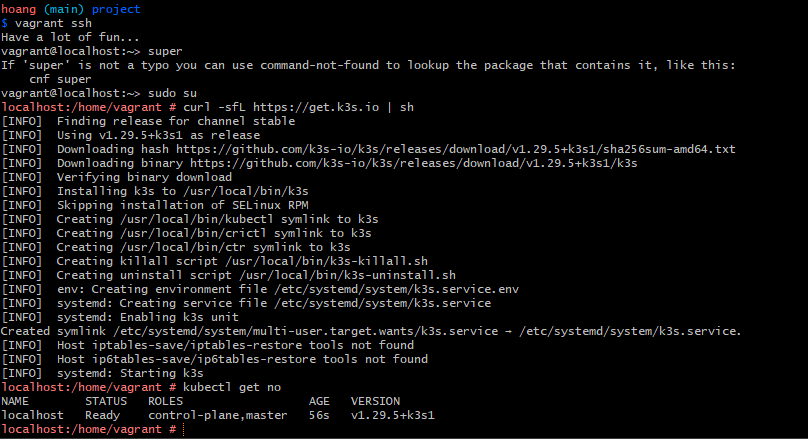 hoang (main) project
$ vagrant ssh
Have a lot of fun...
vagrant@localhost:~> super
If 'super' is not a typo you can use command-not-found to lookup the package that contains it, like this:
    cnf super
vagrant@localhost:~> sudo su
localhost:/home/vagrant # curl -sfL https://get.k3s.io | sh
[INFO]  Finding release for channel stable
[INFO]  Using v1.29.5+k3s1 as release
[INFO]  Downloading hash https://github.com/k3s-io/k3s/releases/download/v1.29.5+k3s1/sha256sum-amd64.txt
[INFO]  Downloading binary https://github.com/k3s-io/k3s/releases/download/v1.29.5+k3s1/k3s
[INFO]  Verifying binary download
[INFO]  Installing k3s to /usr/local/bin/k3s
[INFO]  Skipping installation of SELinux RPM
[INFO]  Creating /usr/local/bin/kubectl symlink to k3s
[INFO]  Creating /usr/local/bin/crictl symlink to k3s
[INFO]  Creating /usr/local/bin/ctr symlink to k3s
[INFO]  Creating killall script /usr/local/bin/k3s-killall.sh
[INFO]  Creating uninstall script /usr/local/bin/k3s-uninstall.sh
[INFO]  env: Creating environment file /etc/systemd/system/k3s.service.env
[INFO]  systemd: Creating service file /etc/systemd/system/k3s.service
[INFO]  systemd: Enabling k3s unit
Created symlink /etc/systemd/system/multi-user.target.wants/k3s.service → /etc/systemd/system/k3s.service.
[INFO]  Host iptables-save/iptables-restore tools not found
[INFO]  Host ip6tables-save/ip6tables-restore tools not found
[INFO]  systemd: Starting k3s
localhost:/home/vagrant # kubectl get no
NAME        STATUS   ROLES                  AGE   VERSION
localhost   Ready    control-plane,master   56s   v1.29.5+k3s1
localhost:/home/vagrant #